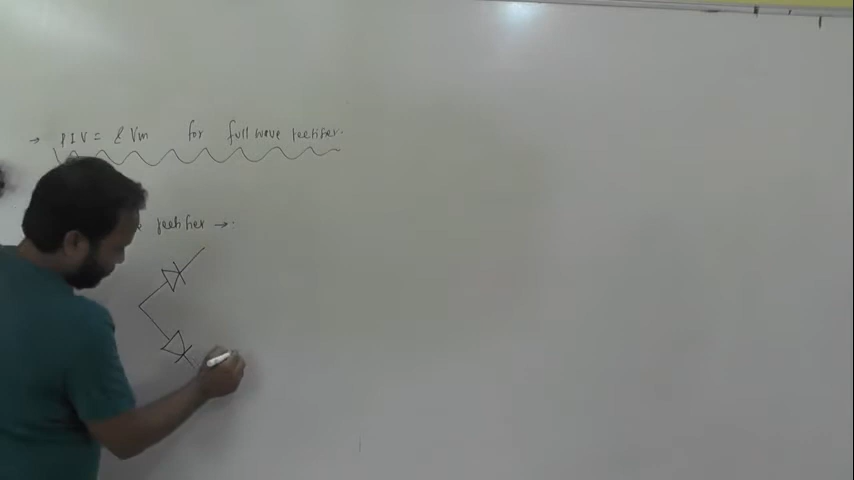 → PIV = 2 Vm for full wave rectifier.
rectifier →: